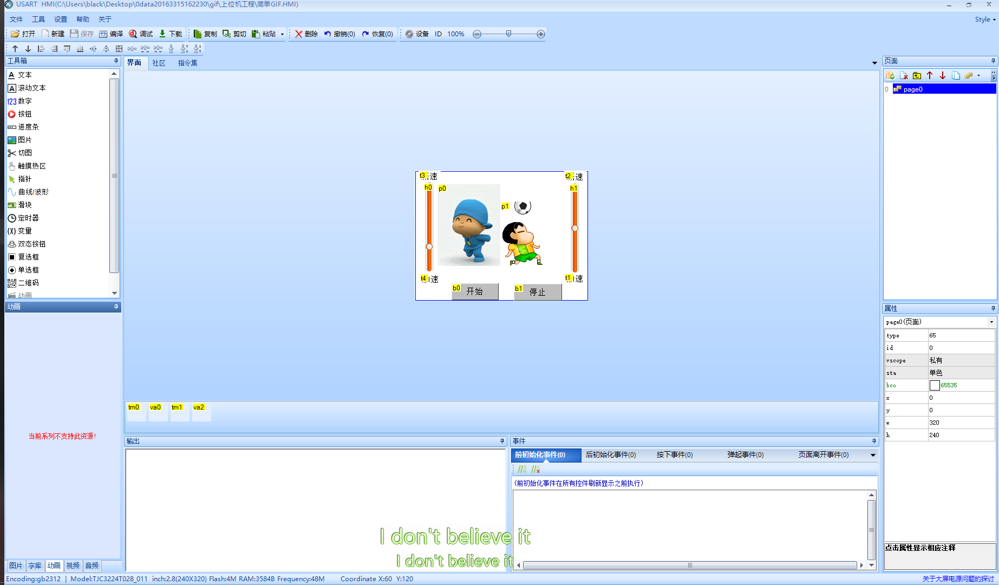 USART HMI(C:\Users\black\Desktop\0data20163315162230\gif\上位机工程\简单GIF.HMI)
文件 工具 设置 帮助 关于
Style
打开 新建 保存 编译 调试 下载 复制 剪切 粘贴 删除 撤销(0) 恢复(0) 设备 ID 100%
工具箱
界面 社区 指令集
页面
文本
滚动文本
123 数字
按钮
进度条
图片
切图
触摸热区
指针
曲线/波形
滑块
定时器
(X) 变量
双态按钮
复选框
单选框
二维码
动画
0 page0
t3 速
t2 速
h0 p0
h1
p1
t4 速
t1 速
b0 开始
b1 停止
动画
当前系列不支持此资源!
图片 字库 动画 视频 音频
tm0 va0 tm1 va2
输出
事件
前初始化事件(0) 后初始化事件(0) 按下事件(0) 弹起事件(0) 页面离开事件(0)
(前初始化事件在所有控件刷新显示之前执行)
I don't believe it
I don't believe it
属性
page0(页面)
type 65
id 0
vscope 私有
sta 单色
bco 65535
x 0
y 0
w 320
h 240
点击属性显示相应注释
Encoding:gb2312 | Model:TJC3224T028_011 inch:2.8(240X320) Flash:4M RAM:3584B Frequency:48M Coordinate X:60 Y:120
关于大屏电源问题的探讨